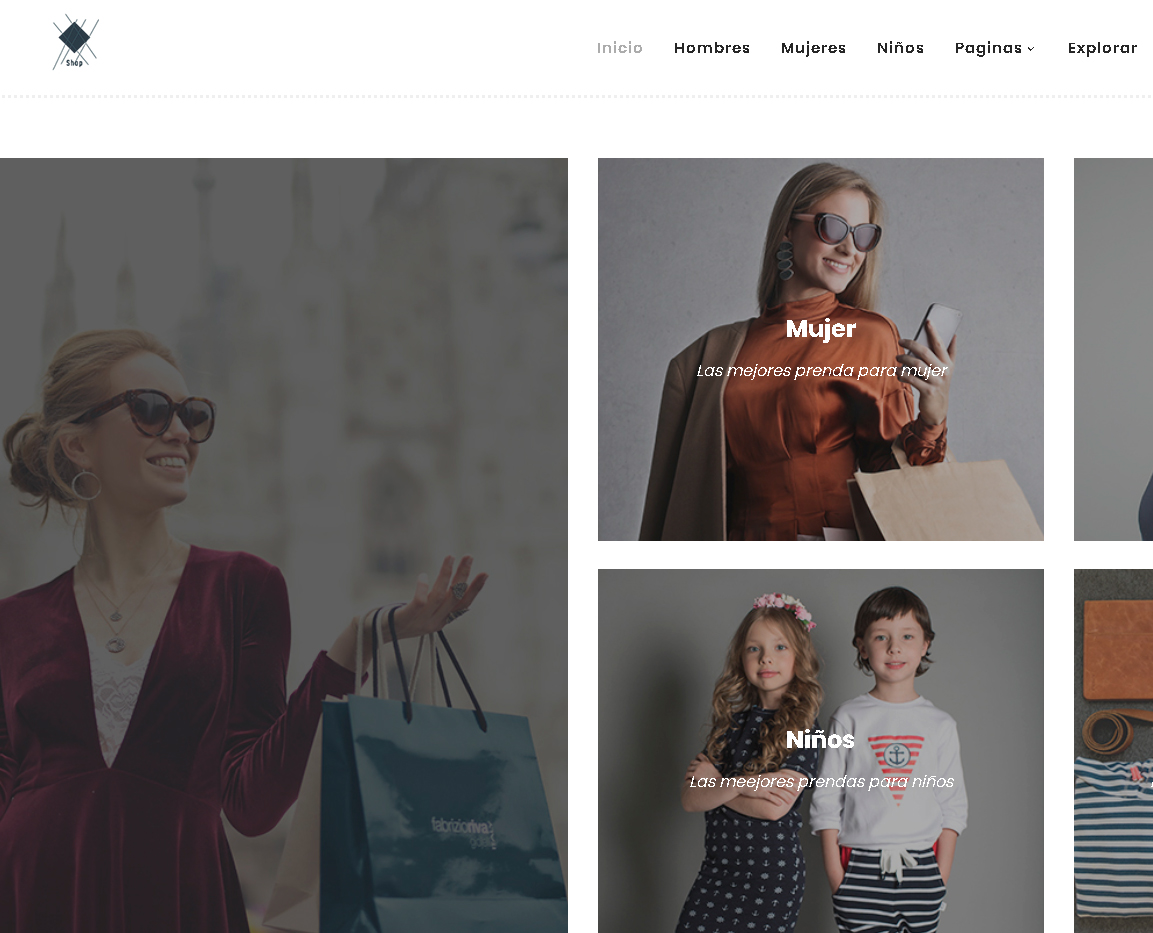 Shop
Inicio Hombres Mujeres Niños Paginas Explorar
Mujer
Las mejores prenda para mujer
Niños
Las meejores prendas para niños
fabrizioriva